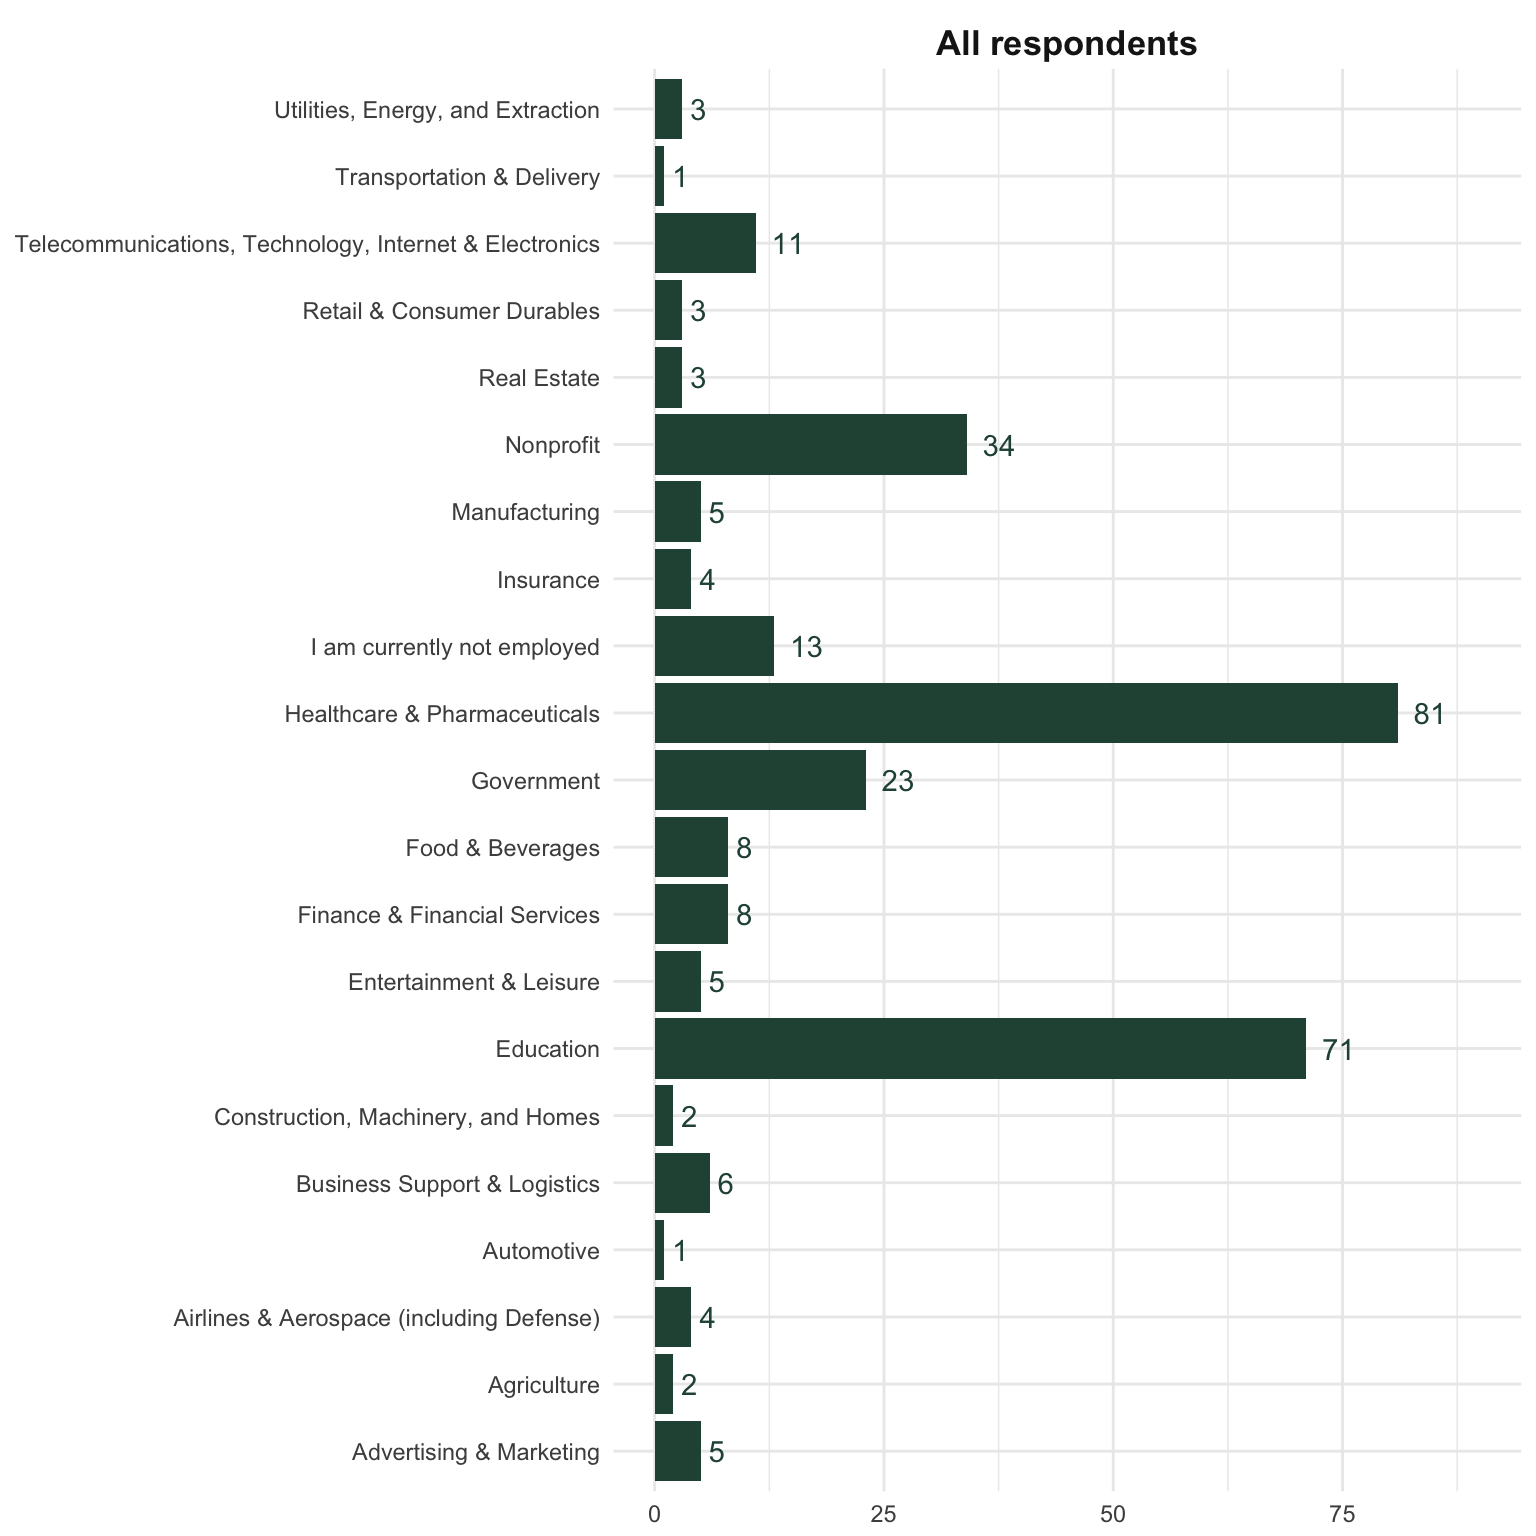 All respondents
Utilities, Energy, and Extraction 3
Transportation & Delivery 1
Telecommunications, Technology, Internet & Electronics 11
Retail & Consumer Durables 3
Real Estate 3
Nonprofit 34
Manufacturing 5
Insurance 4
I am currently not employed 13
Healthcare & Pharmaceuticals 81
Government 23
Food & Beverages 8
Finance & Financial Services 8
Entertainment & Leisure 5
Education 71
Construction, Machinery, and Homes 2
Business Support & Logistics 6
Automotive 1
Airlines & Aerospace (including Defense) 4
Agriculture 2
Advertising & Marketing 5
0 25 50 75